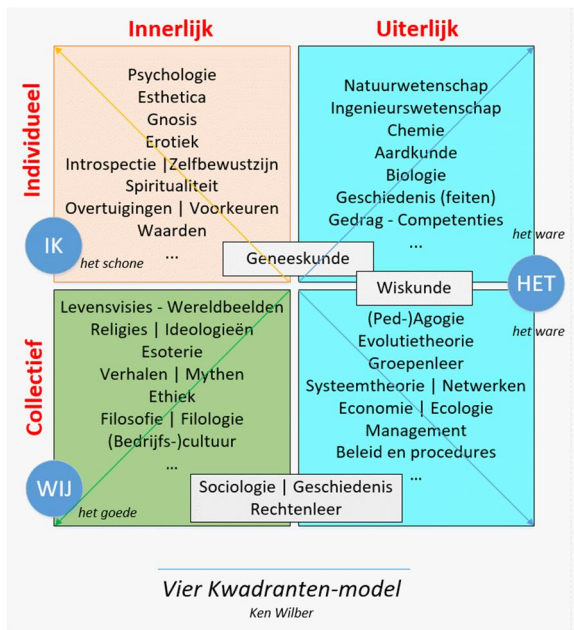 Innerlijk
Uiterlijk
Individueel
Psychologie
Esthetica
Gnosis
Erotiek
Introspectie |Zelfbewustzijn
Spiritualiteit
Overtuigingen | Voorkeuren
Waarden
...
IK
het schone
Natuurwetenschap
Ingenieurswetenschap
Chemie
Aardkunde
Biologie
Geschiedenis (feiten)
Gedrag - Competenties
...
het ware
Geneeskunde
Wiskunde
HET
Collectief
Levensvisies - Wereldbeelden
Religies | Ideologieën
Esoterie
Verhalen | Mythen
Ethiek
Filosofie | Filologie
(Bedrijfs-)cultuur
...
WIJ
het goede
het ware
(Ped-)Agogie
Evolutietheorie
Groepenleer
Systeemtheorie | Netwerken
Economie | Ecologie
Management
Beleid en procedures
...
Sociologie | Geschiedenis
Rechtenleer
Vier Kwadranten-model
Ken Wilber